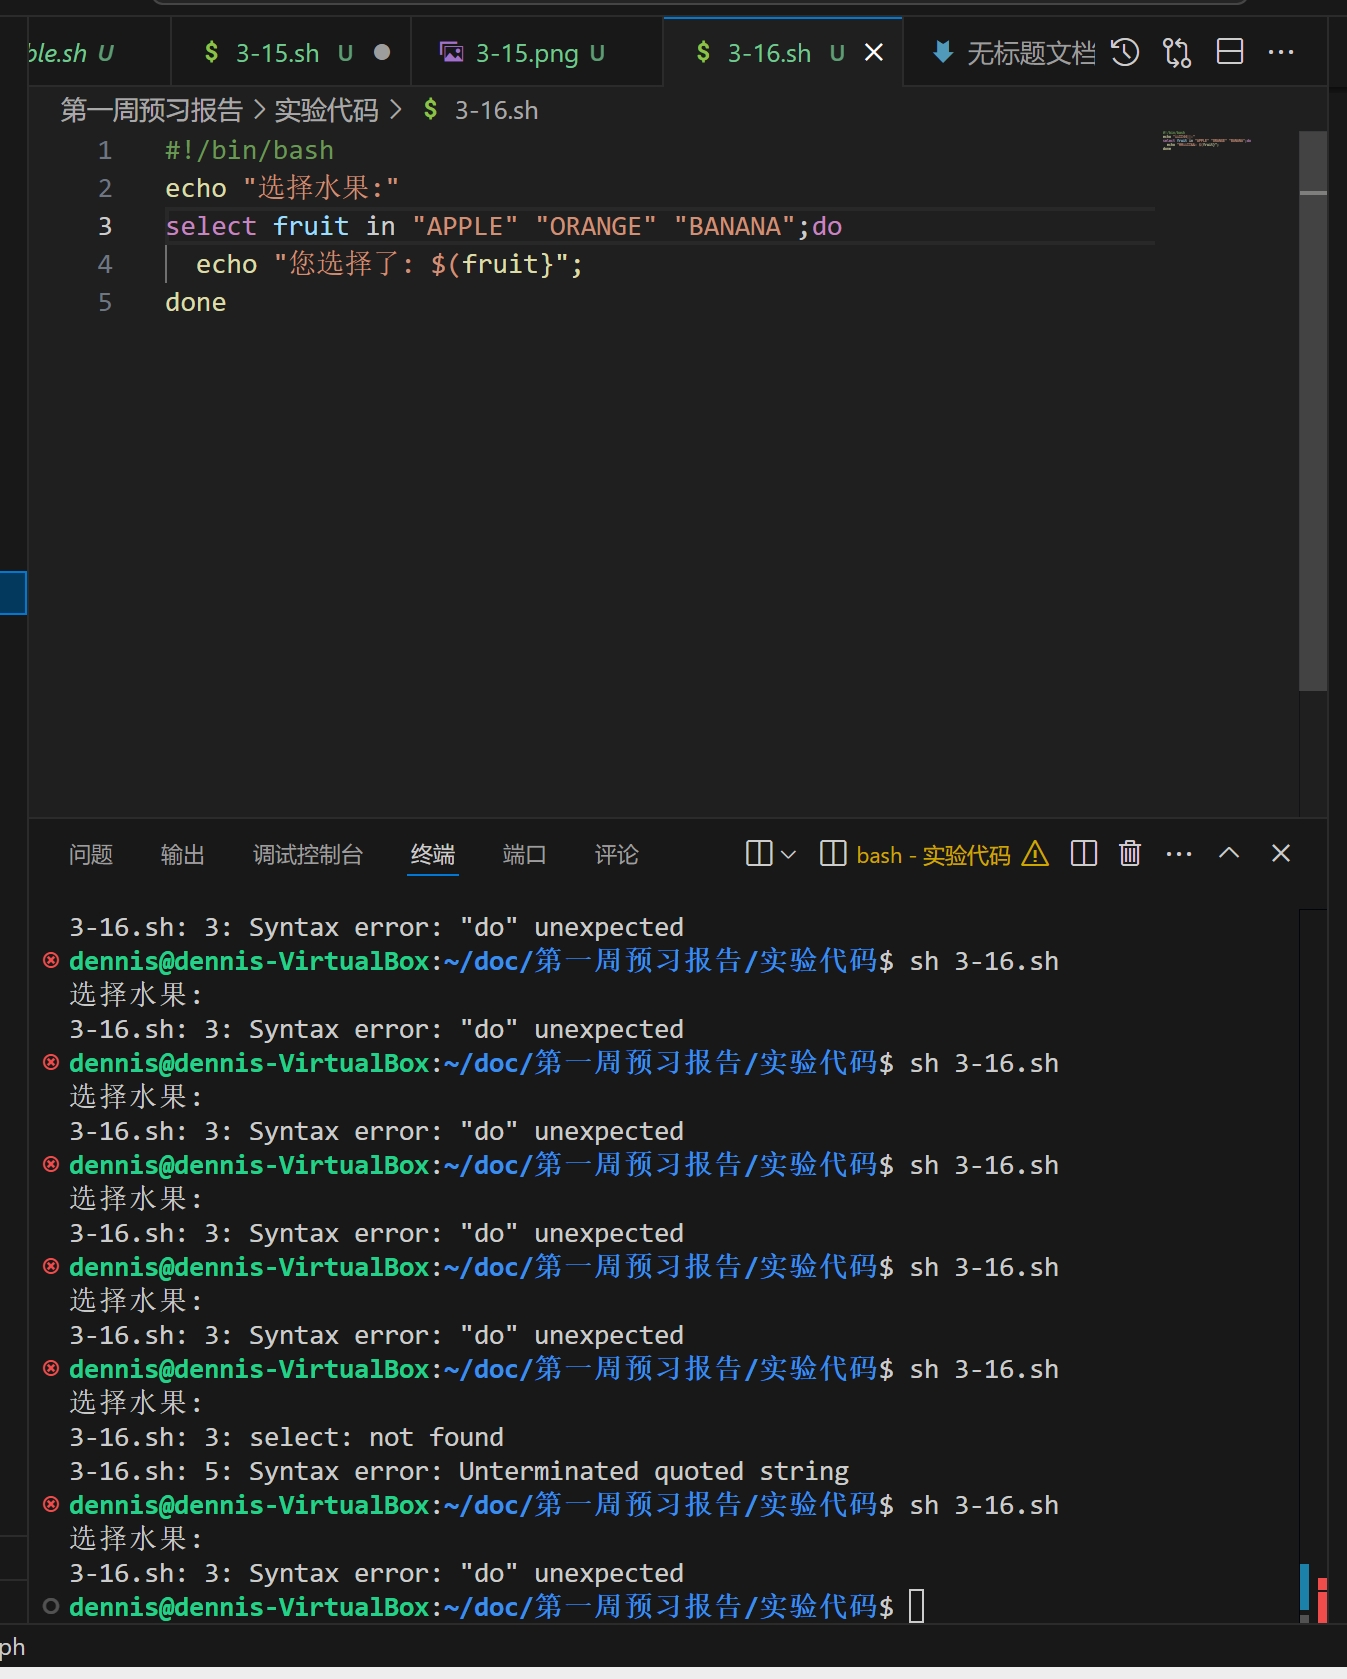 ble.sh U $ 3-15.sh U 3-15.png U $ 3-16.sh U 无标题文档
第一周预习报告 > 实验代码 > $ 3-16.sh
1 #!/bin/bash
2 echo "选择水果:"
3 select fruit in "APPLE" "ORANGE" "BANANA";do
4   echo "您选择了: $(fruit}";
5 done
问题 输出 调试控制台 终端 端口 评论 bash - 实验代码
3-16.sh: 3: Syntax error: "do" unexpected
dennis@dennis-VirtualBox:~/doc/第一周预习报告/实验代码$ sh 3-16.sh
选择水果:
3-16.sh: 3: Syntax error: "do" unexpected
dennis@dennis-VirtualBox:~/doc/第一周预习报告/实验代码$ sh 3-16.sh
选择水果:
3-16.sh: 3: Syntax error: "do" unexpected
dennis@dennis-VirtualBox:~/doc/第一周预习报告/实验代码$ sh 3-16.sh
选择水果:
3-16.sh: 3: Syntax error: "do" unexpected
dennis@dennis-VirtualBox:~/doc/第一周预习报告/实验代码$ sh 3-16.sh
选择水果:
3-16.sh: 3: Syntax error: "do" unexpected
dennis@dennis-VirtualBox:~/doc/第一周预习报告/实验代码$ sh 3-16.sh
选择水果:
3-16.sh: 3: select: not found
3-16.sh: 5: Syntax error: Unterminated quoted string
dennis@dennis-VirtualBox:~/doc/第一周预习报告/实验代码$ sh 3-16.sh
选择水果:
3-16.sh: 3: Syntax error: "do" unexpected
dennis@dennis-VirtualBox:~/doc/第一周预习报告/实验代码$
ph